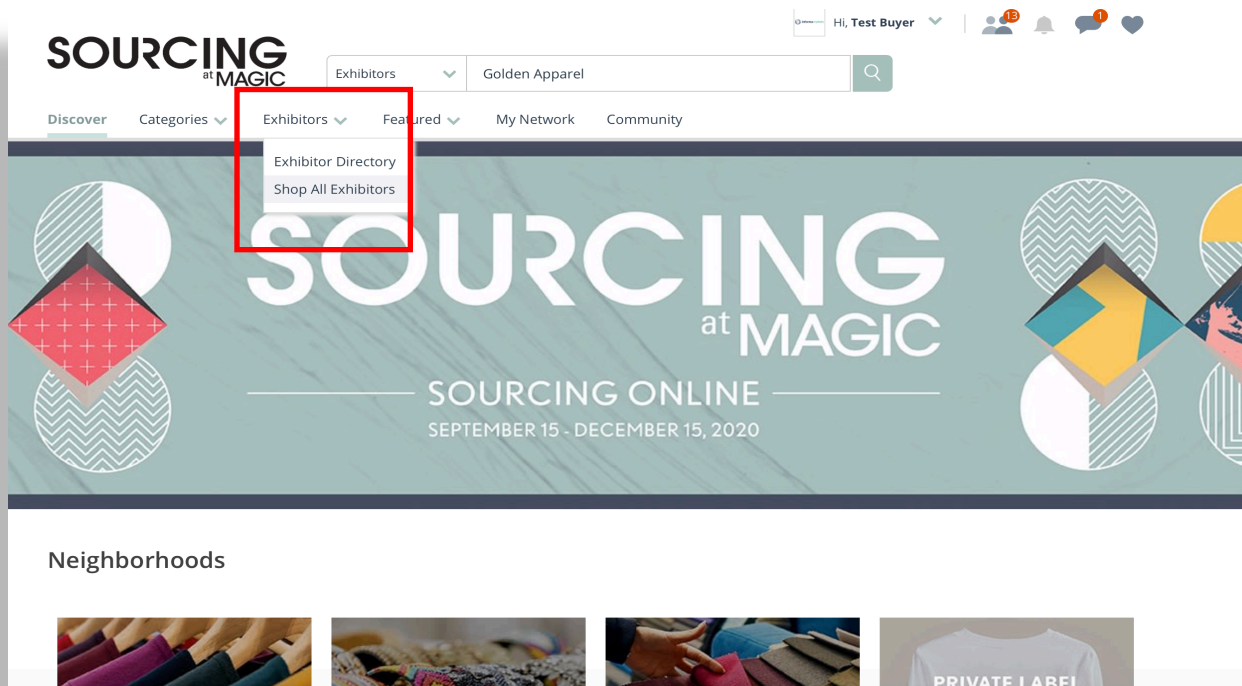 Hi, Test Buyer
13
1
SOURCING
at MAGIC
Exhibitors
Golden Apparel
Discover
Categories
Exhibitors
Featured
My Network
Community
Exhibitor Directory
Shop All Exhibitors
SOURCING
at MAGIC
SOURCING ONLINE
SEPTEMBER 15 - DECEMBER 15, 2020
Neighborhoods
PRIVATE LABEL